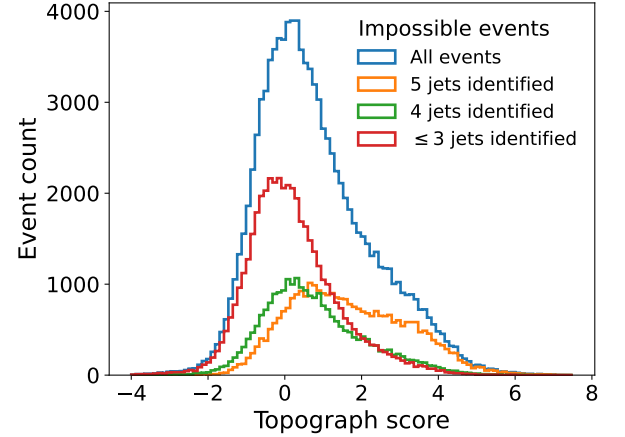 Impossible events
All events
5 jets identified
4 jets identified
≤ 3 jets identified
Event count
4000
3000
2000
1000
0
−4 −2 0 2 4 6 8
Topograph score